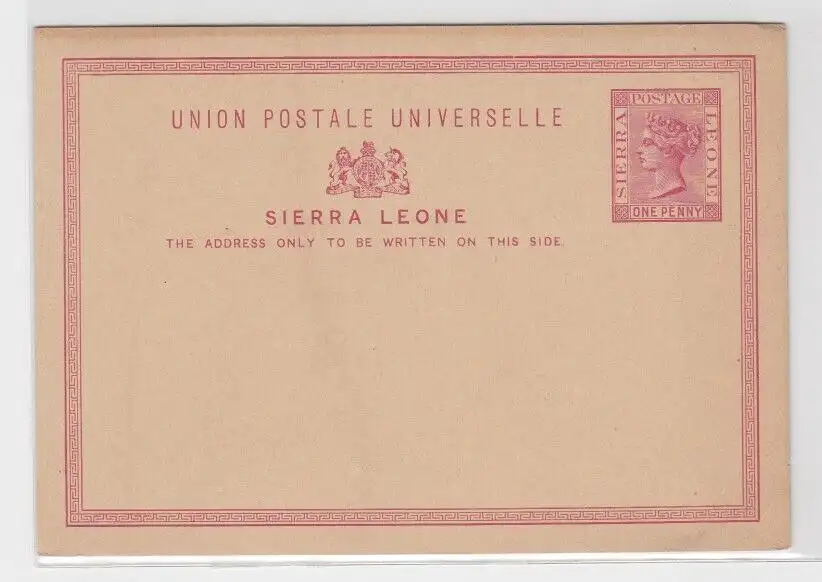 UNION POSTALE UNIVERSELLE
SIERRA LEONE
THE ADDRESS ONLY TO BE WRITTEN ON THIS SIDE.
POSTAGE
SIERRA
LEONE
ONE PENNY